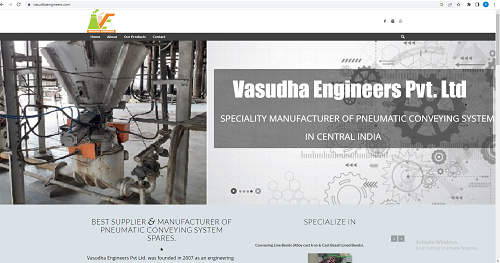 vasudhaengineers.com
VF
Home About Our Products Contact
Vasudha Engineers Pvt. Ltd
SPECIALITY MANUFACTURER OF PNEUMATIC CONVEYING SYSTEM
IN CENTRAL INDIA
BEST SUPPLIER & MANUFACTURER OF
PNEUMATIC CONVEYING SYSTEM
SPARES.
Vasudha Engineers Pvt Ltd. was founded in 2007 as an engineering
SPECIALIZE IN
Conveying Line Bends (Alloy cast Iron & Cast Basalt Lined Bends).
Activate Windows
Go to Settings to activate Windows.